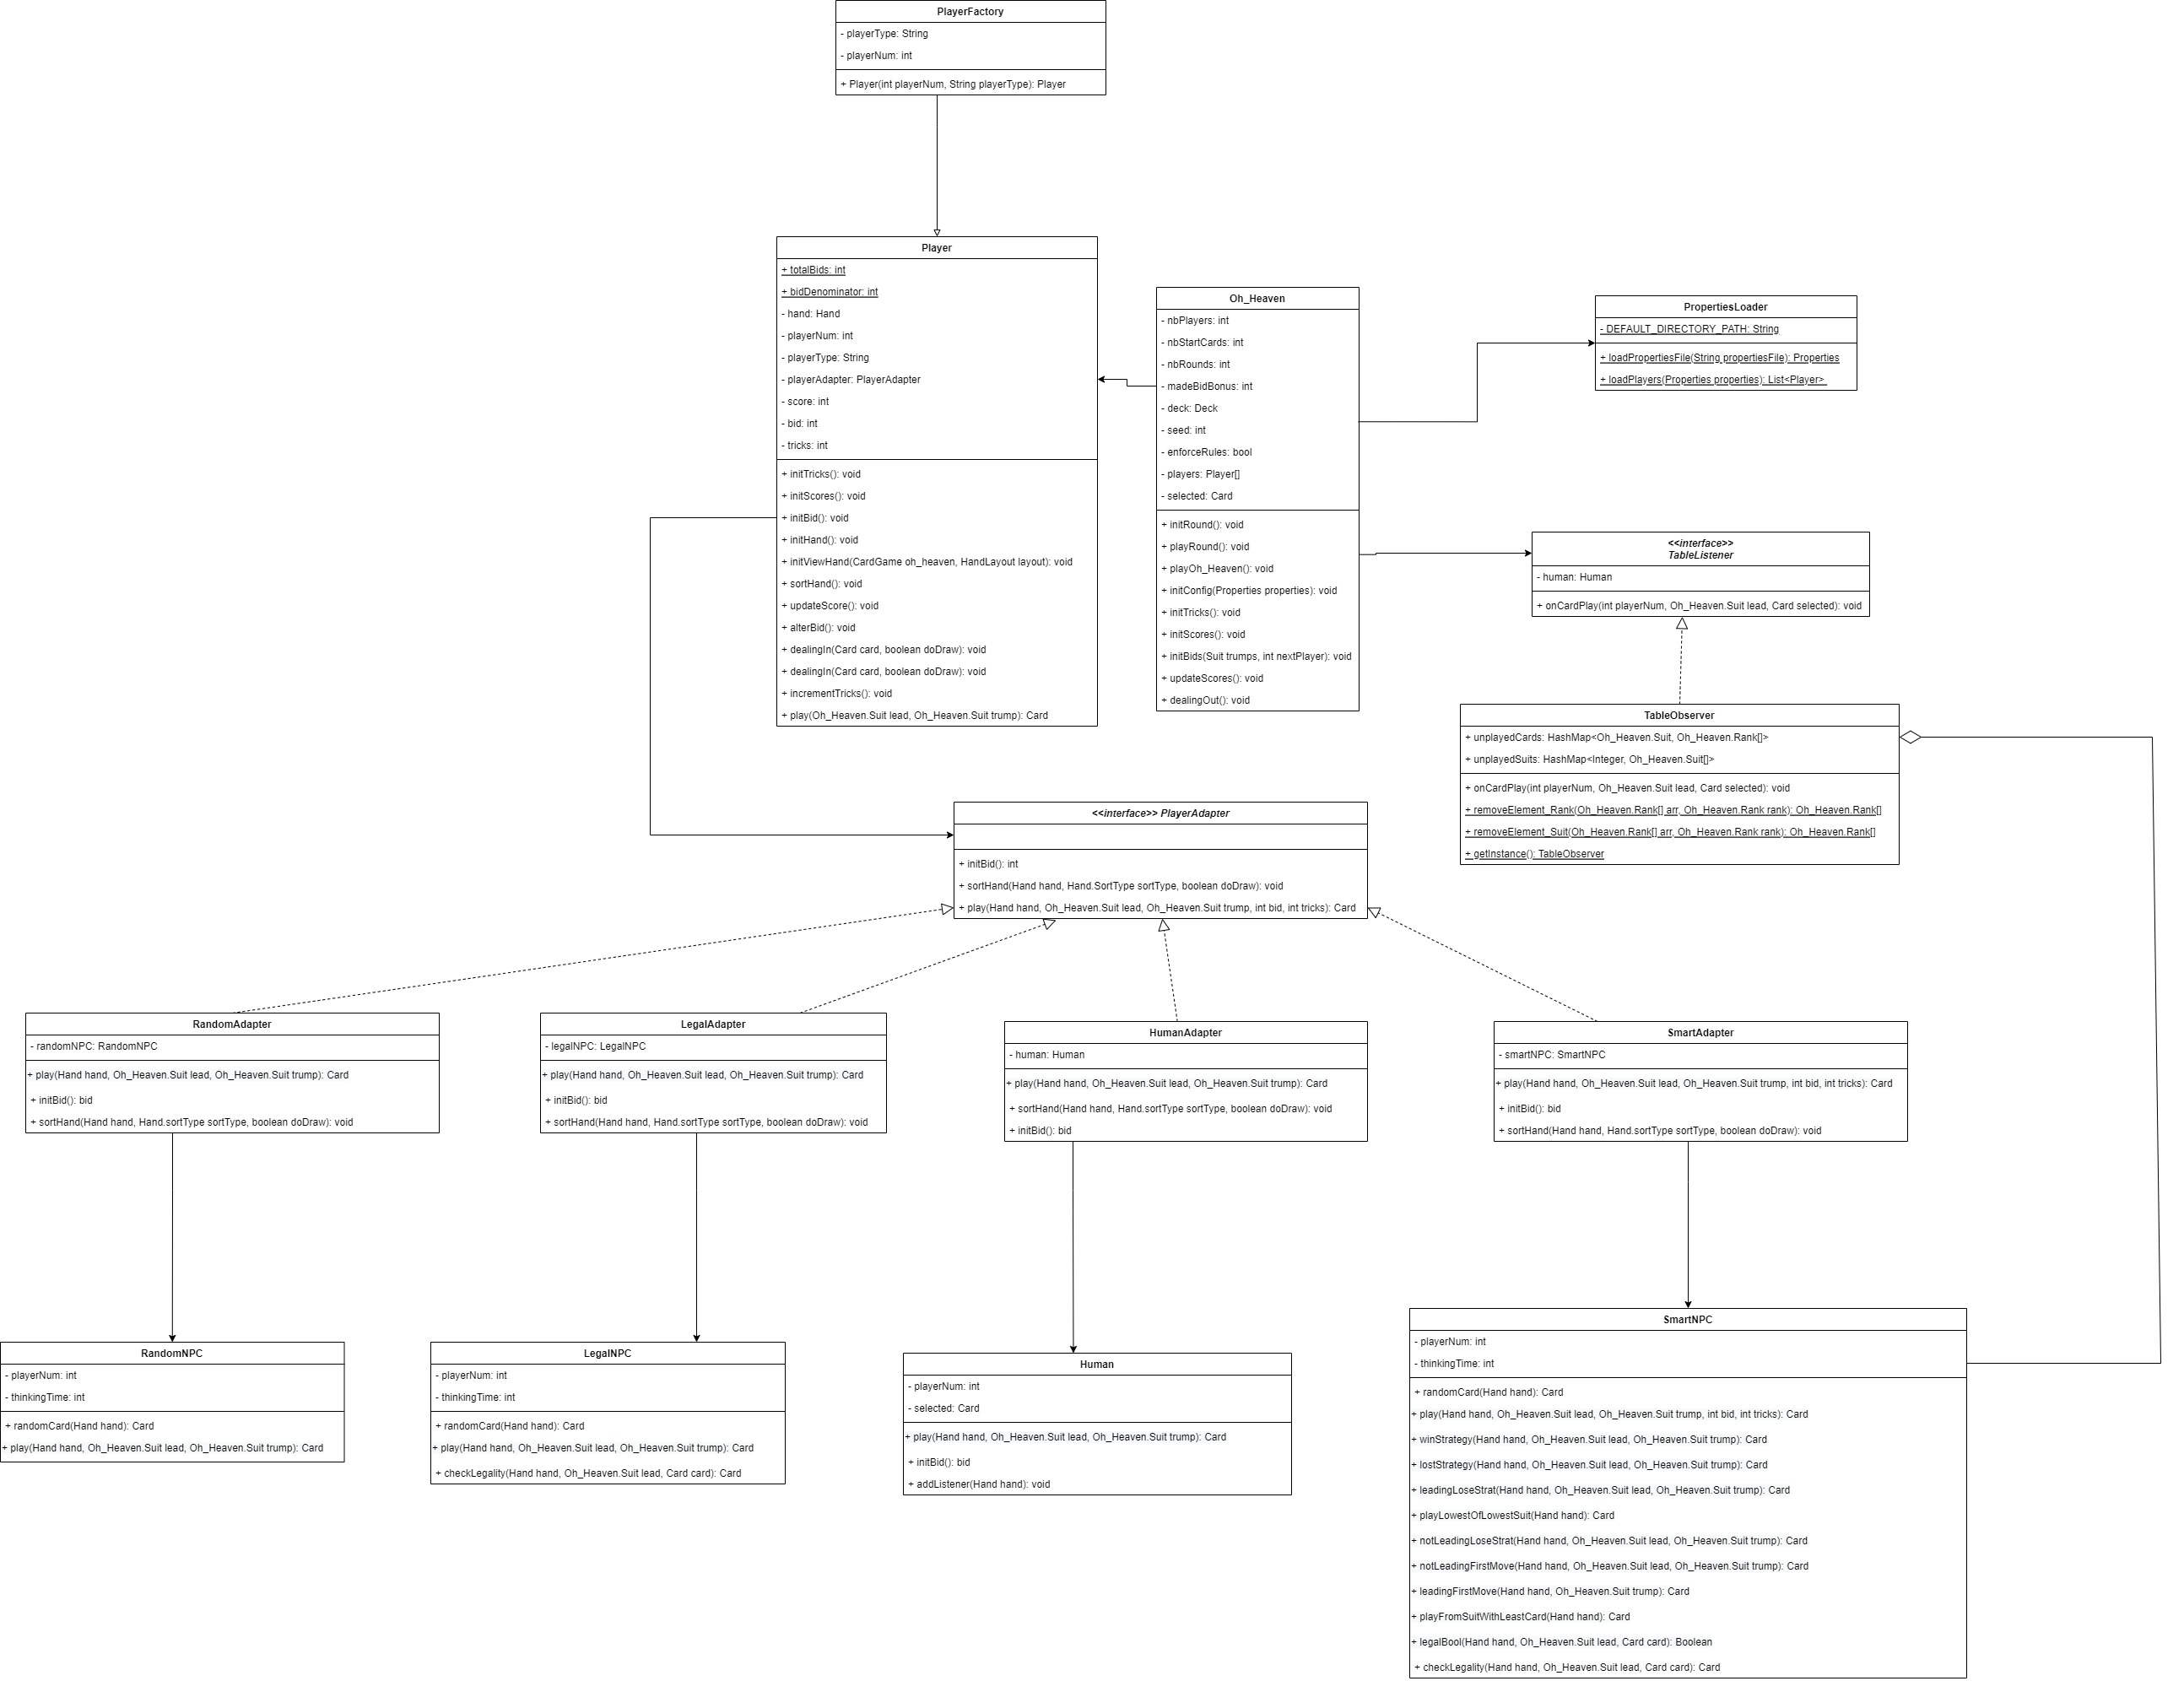 PlayerFactory
- playerType: String
- playerNum: int
+ Player(int playerNum, String playerType): Player
Player
+ totalBids: int
+ bidDenominator: int
- hand: Hand
- playerNum: int
- playerType: String
- playerAdapter: PlayerAdapter
- score: int
- bid: int
- tricks: int
+ initTricks(): void
+ initScores(): void
+ initBid(): void
+ initHand(): void
+ initViewHand(CardGame oh_heaven, HandLayout layout): void
+ sortHand(): void
+ updateScore(): void
+ alterBid(): void
+ dealingIn(Card card, boolean doDraw): void
+ dealingIn(Card card, boolean doDraw): void
+ incrementTricks(): void
+ play(Oh_Heaven.Suit lead, Oh_Heaven.Suit trump): Card
Oh_Heaven
- nbPlayers: int
- nbStartCards: int
- nbRounds: int
- madeBidBonus: int
- deck: Deck
- seed: int
- enforceRules: bool
- players: Player[]
- selected: Card
+ initRound(): void
+ playRound(): void
+ playOh_Heaven(): void
+ initConfig(Properties properties): void
+ initTricks(): void
+ initScores(): void
+ initBids(Suit trumps, int nextPlayer): void
+ updateScores(): void
+ dealingOut(): void
PropertiesLoader
- DEFAULT_DIRECTORY_PATH: String
+ loadPropertiesFile(String propertiesFile): Properties
+ loadPlayers(Properties properties): List<Player>
<<interface>>
TableListener
- human: Human
+ onCardPlay(int playerNum, Oh_Heaven.Suit lead, Card selected): void
TableObserver
+ unplayedCards: HashMap<Oh_Heaven.Suit, Oh_Heaven.Rank[]>
+ unplayedSuits: HashMap<Integer, Oh_Heaven.Suit[]>
+ onCardPlay(int playerNum, Oh_Heaven.Suit lead, Card selected): void
+ removeElement_Rank(Oh_Heaven.Rank[] arr, Oh_Heaven.Rank rank): Oh_Heaven.Rank[]
+ removeElement_Suit(Oh_Heaven.Rank[] arr, Oh_Heaven.Rank rank): Oh_Heaven.Rank[]
+ getInstance(): TableObserver
<<interface>> PlayerAdapter
+ initBid(): int
+ sortHand(Hand hand, Hand.SortType sortType, boolean doDraw): void
+ play(Hand hand, Oh_Heaven.Suit lead, Oh_Heaven.Suit trump, int bid, int tricks): Card
RandomAdapter
- randomNPC: RandomNPC
+ play(Hand hand, Oh_Heaven.Suit lead, Oh_Heaven.Suit trump): Card
+ initBid(): bid
+ sortHand(Hand hand, Hand.sortType sortType, boolean doDraw): void
LegalAdapter
- legalNPC: LegalNPC
+ play(Hand hand, Oh_Heaven.Suit lead, Oh_Heaven.Suit trump): Card
+ initBid(): bid
+ sortHand(Hand hand, Hand.sortType sortType, boolean doDraw): void
HumanAdapter
- human: Human
+ play(Hand hand, Oh_Heaven.Suit lead, Oh_Heaven.Suit trump): Card
+ sortHand(Hand hand, Hand.sortType sortType, boolean doDraw): void
+ initBid(): bid
SmartAdapter
- smartNPC: SmartNPC
+ play(Hand hand, Oh_Heaven.Suit lead, Oh_Heaven.Suit trump, int bid, int tricks): Card
+ initBid(): bid
+ sortHand(Hand hand, Hand.sortType sortType, boolean doDraw): void
RandomNPC
- playerNum: int
- thinkingTime: int
+ randomCard(Hand hand): Card
+ play(Hand hand, Oh_Heaven.Suit lead, Oh_Heaven.Suit trump): Card
LegalNPC
- playerNum: int
- thinkingTime: int
+ randomCard(Hand hand): Card
+ play(Hand hand, Oh_Heaven.Suit lead, Oh_Heaven.Suit trump): Card
+ checkLegality(Hand hand, Oh_Heaven.Suit lead, Card card): Card
Human
- playerNum: int
- selected: Card
+ play(Hand hand, Oh_Heaven.Suit lead, Oh_Heaven.Suit trump): Card
+ initBid(): bid
+ addListener(Hand hand): void
SmartNPC
- playerNum: int
- thinkingTime: int
+ randomCard(Hand hand): Card
+ play(Hand hand, Oh_Heaven.Suit lead, Oh_Heaven.Suit trump, int bid, int tricks): Card
+ winStrategy(Hand hand, Oh_Heaven.Suit lead, Oh_Heaven.Suit trump): Card
+ lostStrategy(Hand hand, Oh_Heaven.Suit lead, Oh_Heaven.Suit trump): Card
+ leadingLoseStrat(Hand hand, Oh_Heaven.Suit lead, Oh_Heaven.Suit trump): Card
+ playLowestOfLowestSuit(Hand hand): Card
+ notLeadingLoseStrat(Hand hand, Oh_Heaven.Suit lead, Oh_Heaven.Suit trump): Card
+ notLeadingFirstMove(Hand hand, Oh_Heaven.Suit lead, Oh_Heaven.Suit trump): Card
+ leadingFirstMove(Hand hand, Oh_Heaven.Suit trump): Card
+ playFromSuitWithLeastCard(Hand hand): Card
+ legalBool(Hand hand, Oh_Heaven.Suit lead, Card card): Boolean
+ checkLegality(Hand hand, Oh_Heaven.Suit lead, Card card): Card